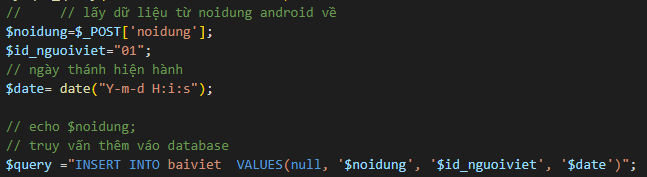 //      // lấy dữ liệu từ noidung android về
$noidung=$_POST['noidung'];
$id_nguoiviet="01";
// ngày thánh hiện hành
$date= date("Y-m-d H:i:s");
// echo $noidung;
// truy vấn thêm váo database
$query ="INSERT INTO baiviet  VALUES(null, '$noidung', '$id_nguoiviet', '$date')";